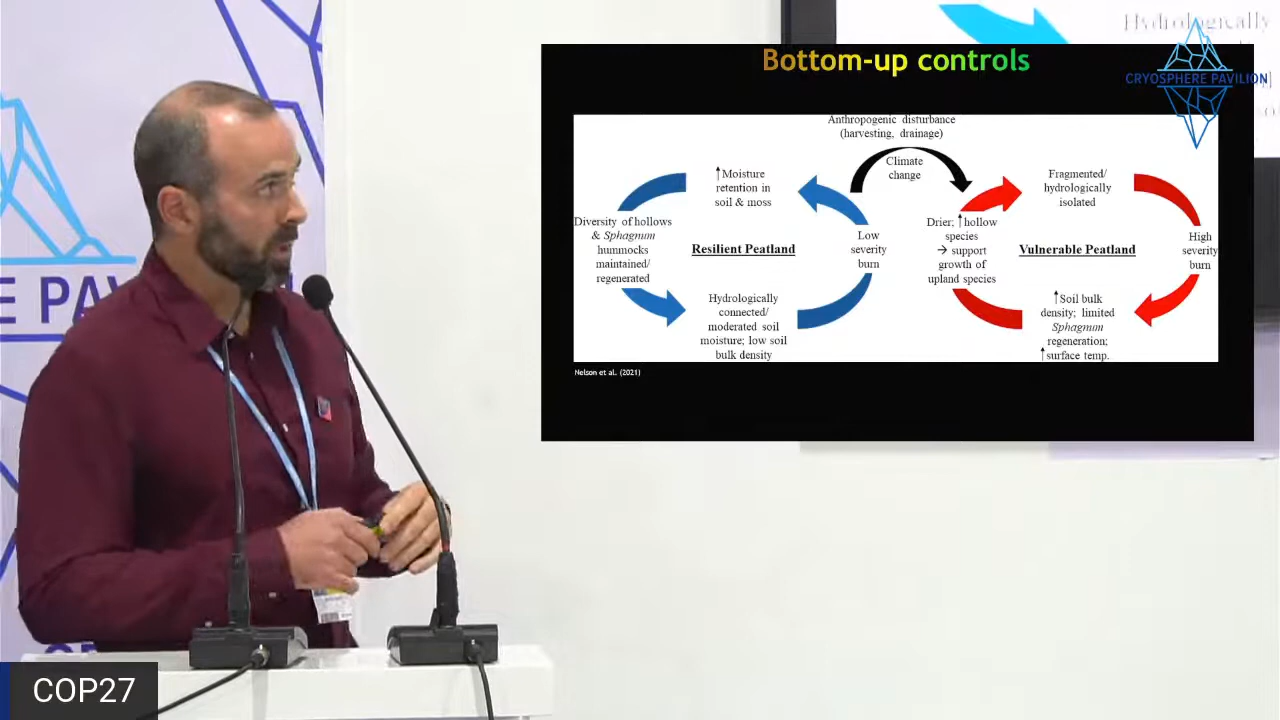 Hydrologically
CRYOSPHERE PAVILION
Bottom-up controls
Anthropogenic disturbance
(harvesting, drainage)
Climate
change
↑Moisture
retention in
soil & moss
Diversity of hollows
& Sphagnum
hummocks
maintained/
regenerated
Resilient Peatland
Low
severity
burn
Hydrologically
connected/
moderated soil
moisture; low soil
bulk density
Fragmented/
hydrologically
isolated
Drier; ↑hollow
species
→ support
growth of
upland species
Vulnerable Peatland
High
severity
burn
↑Soil bulk
density; limited
Sphagnum
regeneration;
↑surface temp.
Nelson et al. (2021)
E PA
COP27